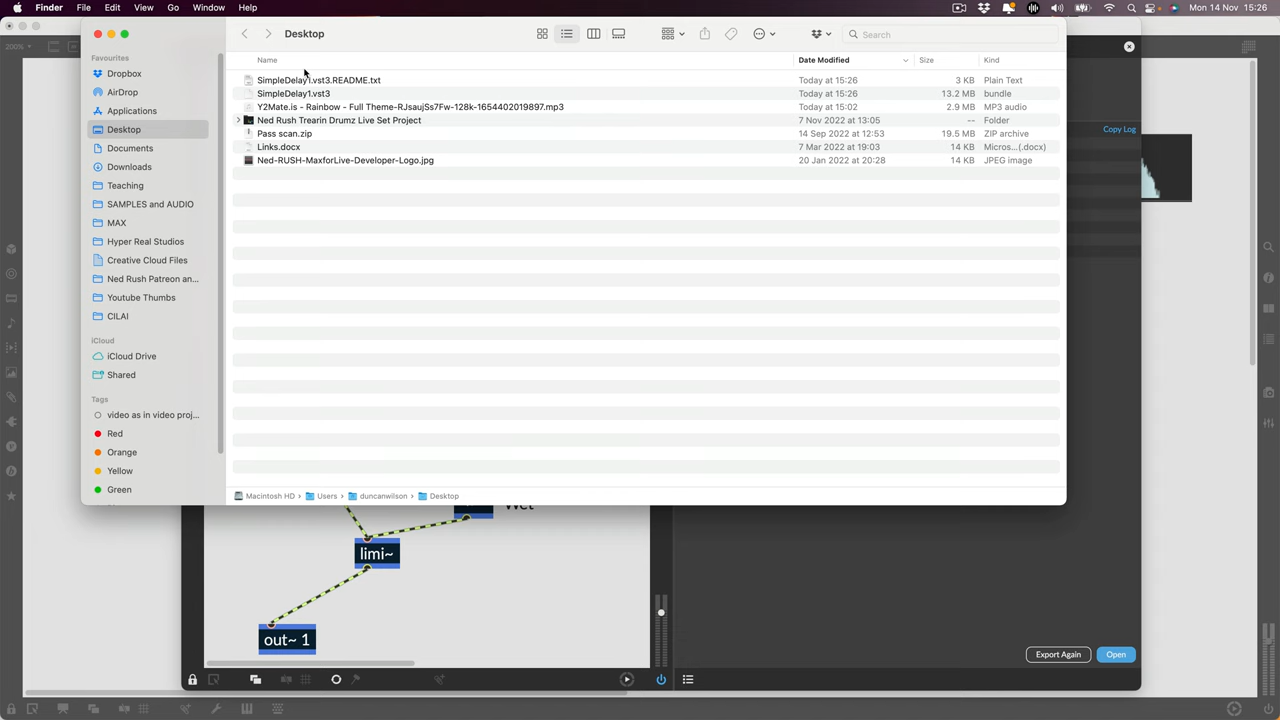 Finder File Edit View Go Window Help Mon 14 Nov 15:26
200%
Desktop
Search
Favourites
Dropbox
AirDrop
Applications
Desktop
Documents
Downloads
Teaching
SAMPLES and AUDIO
MAX
Hyper Real Studios
Creative Cloud Files
Ned Rush Patreon an...
Youtube Thumbs
CILAI
iCloud
iCloud Drive
Shared
Tags
video as in video proj...
Red
Orange
Yellow
Green
Name Date Modified Size Kind
SimpleDelay1.vst3.README.txt Today at 15:26 3 KB Plain Text
SimpleDelay1.vst3 Today at 15:26 13.2 MB bundle
Y2Mate.is - Rainbow - Full Theme-RJsaujSs7Fw-128k-1654402019897.mp3 Today at 15:02 2.9 MB MP3 audio
Ned Rush Trearin Drumz Live Set Project 7 Nov 2022 at 13:05 -- Folder
Pass scan.zip 14 Sep 2022 at 12:53 19.5 MB ZIP archive
Links.docx 7 Mar 2022 at 19:03 14 KB Micros...(.docx)
Ned-RUSH-MaxforLive-Developer-Logo.jpg 20 Jan 2022 at 20:28 14 KB JPEG image
Macintosh HD › Users › duncanwilson › Desktop
Copy Log
Wet
limi~
out~ 1
Export Again Open